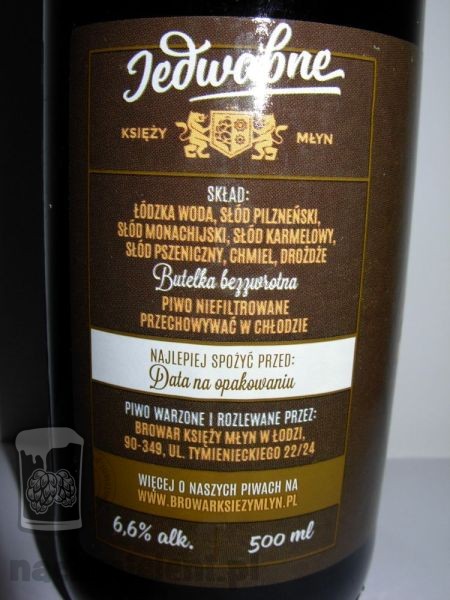 Jedwabne
KSIĘŻY MŁYN
SKŁAD:
ŁÓDZKA WODA, SŁÓD PILZNEŃSKI,
SŁÓD MONACHIJSKI, SŁÓD KARMELOWY,
SŁÓD PSZENICZNY, CHMIEL, DROŻDŻE
Butelka bezzwrotna
PIWO NIEFILTROWANE
PRZECHOWYWAĆ W CHŁODZIE
NAJLEPIEJ SPOŻYĆ PRZED:
Data na opakowaniu
PIWO WARZONE I ROZLEWANE PRZEZ:
BROWAR KSIĘŻY MŁYN W ŁODZI,
90-349, UL. TYMIENIECKIEGO 22/24
WIĘCEJ O NASZYCH PIWACH NA
WWW.BROWARKSIEZYMLYN.PL
6,6% alk. 500 ml